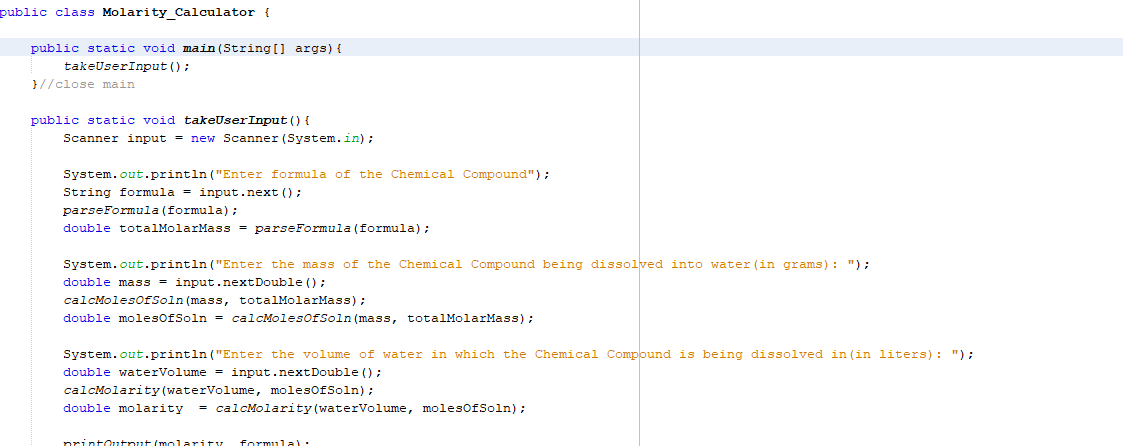 public class Molarity_Calculator {
public static void main(String[] args){
takeUserInput();
}//close main
public static void takeUserInput(){
Scanner input = new Scanner(System.in);
System.out.println("Enter formula of the Chemical Compound");
String formula = input.next();
parseFormula(formula);
double totalMolarMass = parseFormula(formula);
System.out.println("Enter the mass of the Chemical Compound being dissolved into water(in grams): ");
double mass = input.nextDouble();
calcMolesOfSoln(mass, totalMolarMass);
double molesOfSoln = calcMolesOfSoln(mass, totalMolarMass);
System.out.println("Enter the volume of water in which the Chemical Compound is being dissolved in(in liters): ");
double waterVolume = input.nextDouble();
calcMolarity(waterVolume, molesOfSoln);
double molarity  = calcMolarity(waterVolume, molesOfSoln);
printOutput(molarity, formula);